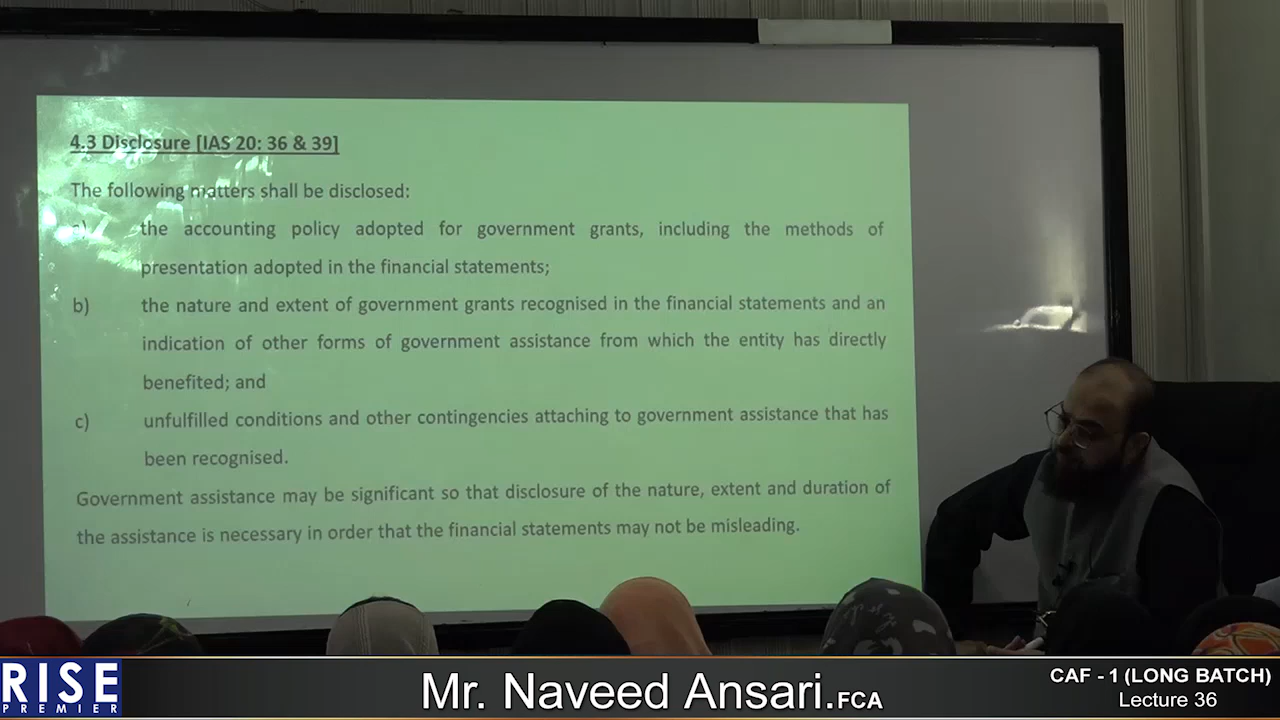 4.3 Disclosure [IAS 20: 36 & 39]
The following matters shall be disclosed:
a) the accounting policy adopted for government grants, including the methods of
presentation adopted in the financial statements;
b) the nature and extent of government grants recognised in the financial statements and an
indication of other forms of government assistance from which the entity has directly
benefited; and
c) unfulfilled conditions and other contingencies attaching to government assistance that has
been recognised.
Government assistance may be significant so that disclosure of the nature, extent and duration of
the assistance is necessary in order that the financial statements may not be misleading.
RISE
PREMIER
Mr. Naveed Ansari.FCA
CAF - 1 (LONG BATCH)
Lecture 36